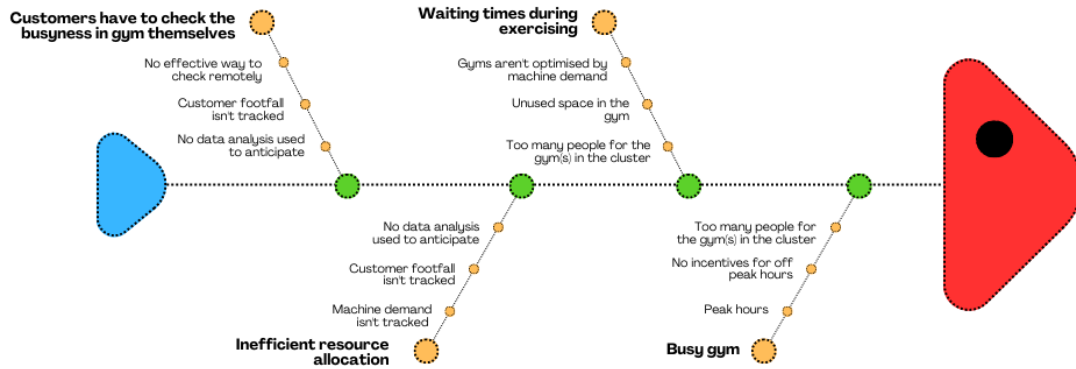 Customers have to check the
busyness in gym themselves
No effective way to
check remotely
Customer footfall
isn't tracked
No data analysis used
to anticipate
Waiting times during
exercising
Gyms aren't optimised by
machine demand
Unused space in the
gym
Too many people for the
gym(s) in the cluster
No data analysis
used to anticipate
Customer footfall
isn't tracked
Machine demand
isn't tracked
Inefficient resource
allocation
Too many people for
the gym(s) in the cluster
No incentives for off
peak hours
Peak hours
Busy gym